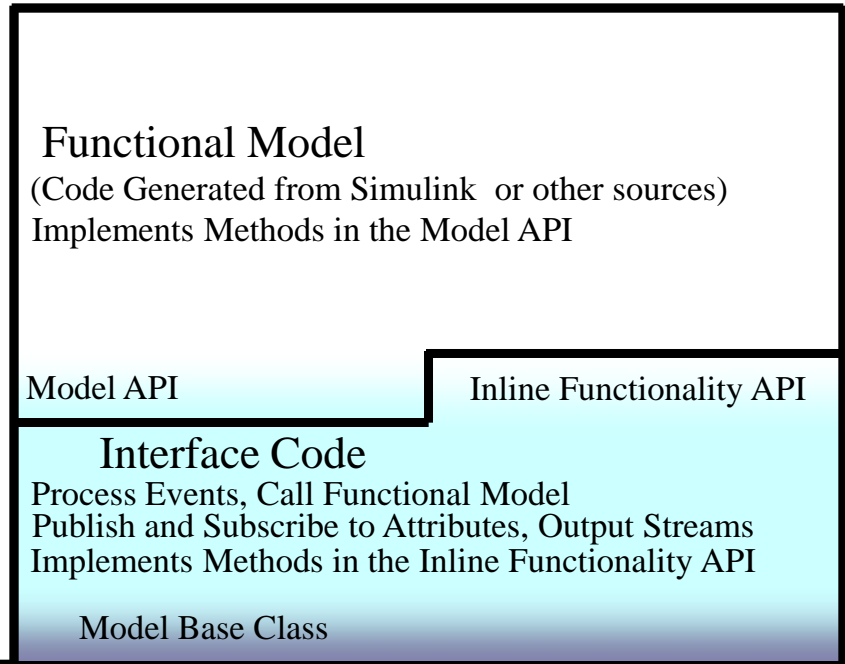 Functional Model
(Code Generated from Simulink or other sources)
Implements Methods in the Model API
Model API
Inline Functionality API
Interface Code
Process Events, Call Functional Model
Publish and Subscribe to Attributes, Output Streams
Implements Methods in the Inline Functionality API
Model Base Class